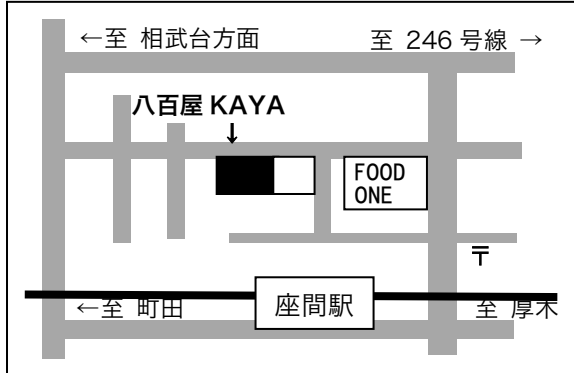 ←至 相武台方面
至 246 号線 →
八百屋 KAYA
↓
FOOD
ONE
〒
←至 町田
座間駅
至 厚木